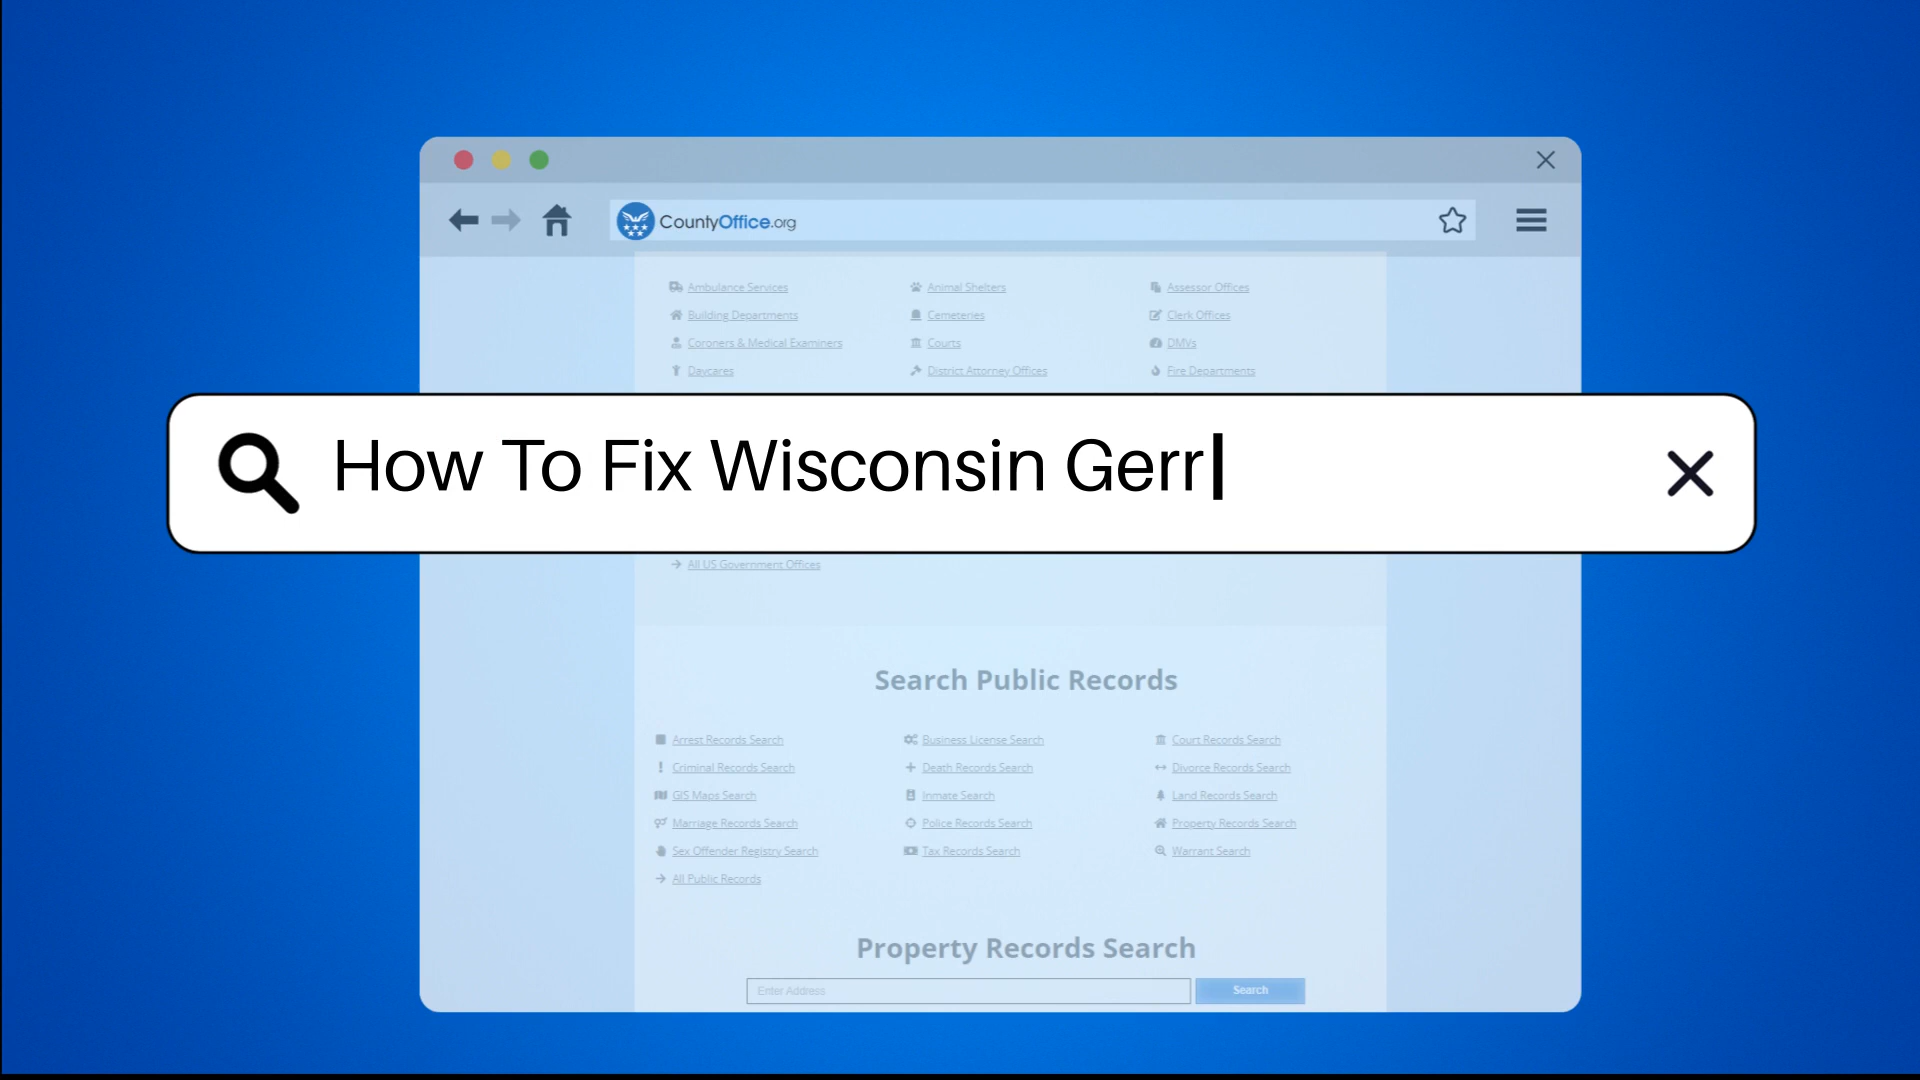 CountyOffice.org
Ambulance Services Animal Shelters Assessor Offices
Building Departments Cemeteries Clerk Offices
Coroners & Medical Examiners Courts DMVs
Daycares District Attorney Offices Fire Departments
How To Fix Wisconsin Gerr
All US Government Offices
Search Public Records
Arrest Records Search Business License Search Court Records Search
Criminal Records Search Death Records Search Divorce Records Search
GIS Maps Search Inmate Search Land Records Search
Marriage Records Search Police Records Search Property Records Search
Sex Offender Registry Search Tax Records Search Warrant Search
All Public Records
Property Records Search
Enter Address Search